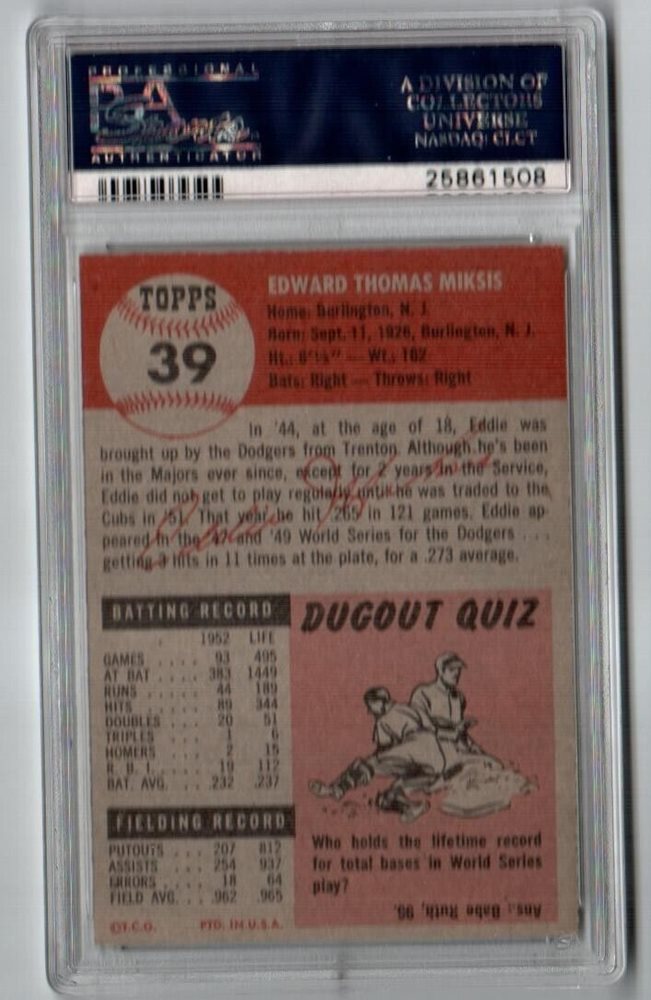 PROFESSIONAL
PSA
AUTHENTICATOR
A DIVISION OF
COLLECTORS
UNIVERSE
NASDAQ: CLCT
25861508
TOPPS
39
EDWARD THOMAS MIKSIS
Home: Burlington, N. J.
Born: Sept. 11, 1926, Burlington, N. J.
Wt.: 182
Bats: Right — Throws: Right
In '44, at the age of 18, Eddie was
brought up by the Dodgers from Trenton. Although he's been
in the Majors ever since, except for 2 years in the Service,
Eddie did not get to play regularly until he was traded to the
Cubs in '51. That year he hit .265 in 121 games. Eddie ap-
peared in the '47 and '49 World Series for the Dodgers . . .
getting 3 hits in 11 times at the plate, for a .273 average.
Eddie Miksis
BATTING RECORD
1952 LIFE
GAMES . . . . 93 495
AT BAT . . . . 383 1449
RUNS . . . . 44 189
HITS . . . . 89 344
DOUBLES . . . 20 51
TRIPLES . . . 1 6
HOMERS . . . 2 15
R. B. I. . . . 19 112
BAT. AVG. . . .232 .237
FIELDING RECORD
PUTOUTS . . . 207 812
ASSISTS . . . 254 937
ERRORS . . . 18 64
FIELD AVG. . . .962 .965
©T.C.G. PTD. IN U.S.A.
DUGOUT QUIZ
Who holds the lifetime record
for total bases in World Series
play?
Ans.: Babe Ruth, 96.